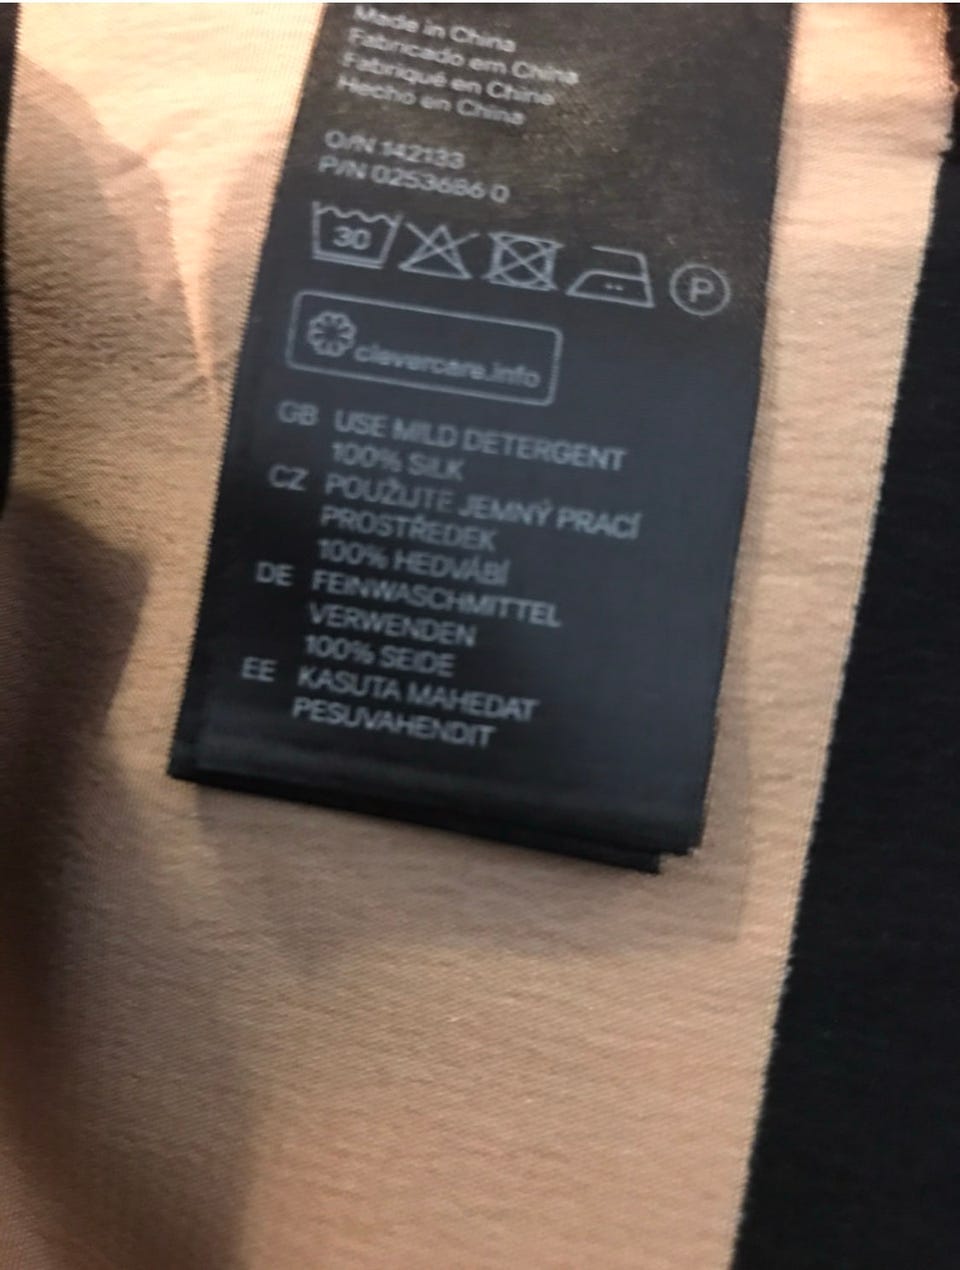 Made in China
Fabricado em China
Fabriqué en Chine
Hecho en China
O/N 142133
P/N 0253686 0
30 P
clevercare.info
GB USE MILD DETERGENT
100% SILK
CZ POUŽIJTE JEMNÝ PRACÍ
PROSTŘEDEK
100% HEDVÁBÍ
DE FEINWASCHMITTEL
VERWENDEN
100% SEIDE
EE KASUTA MAHEDAT
PESUVAHENDIT